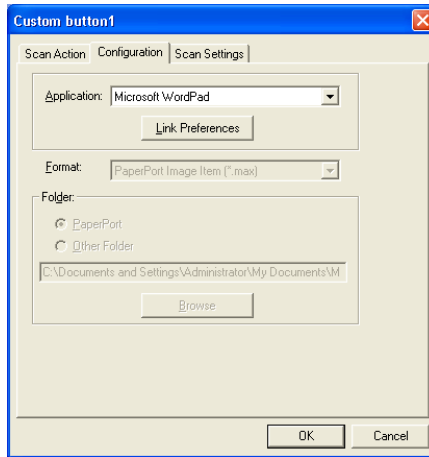 Custom button1
Scan Action Configuration Scan Settings
Application: Microsoft WordPad
Link Preferences
Format: PaperPort Image Item (*.max)
Folder:
PaperPort
Other Folder
C:\Documents and Settings\Administrator\My Documents\M
Browse
OK Cancel